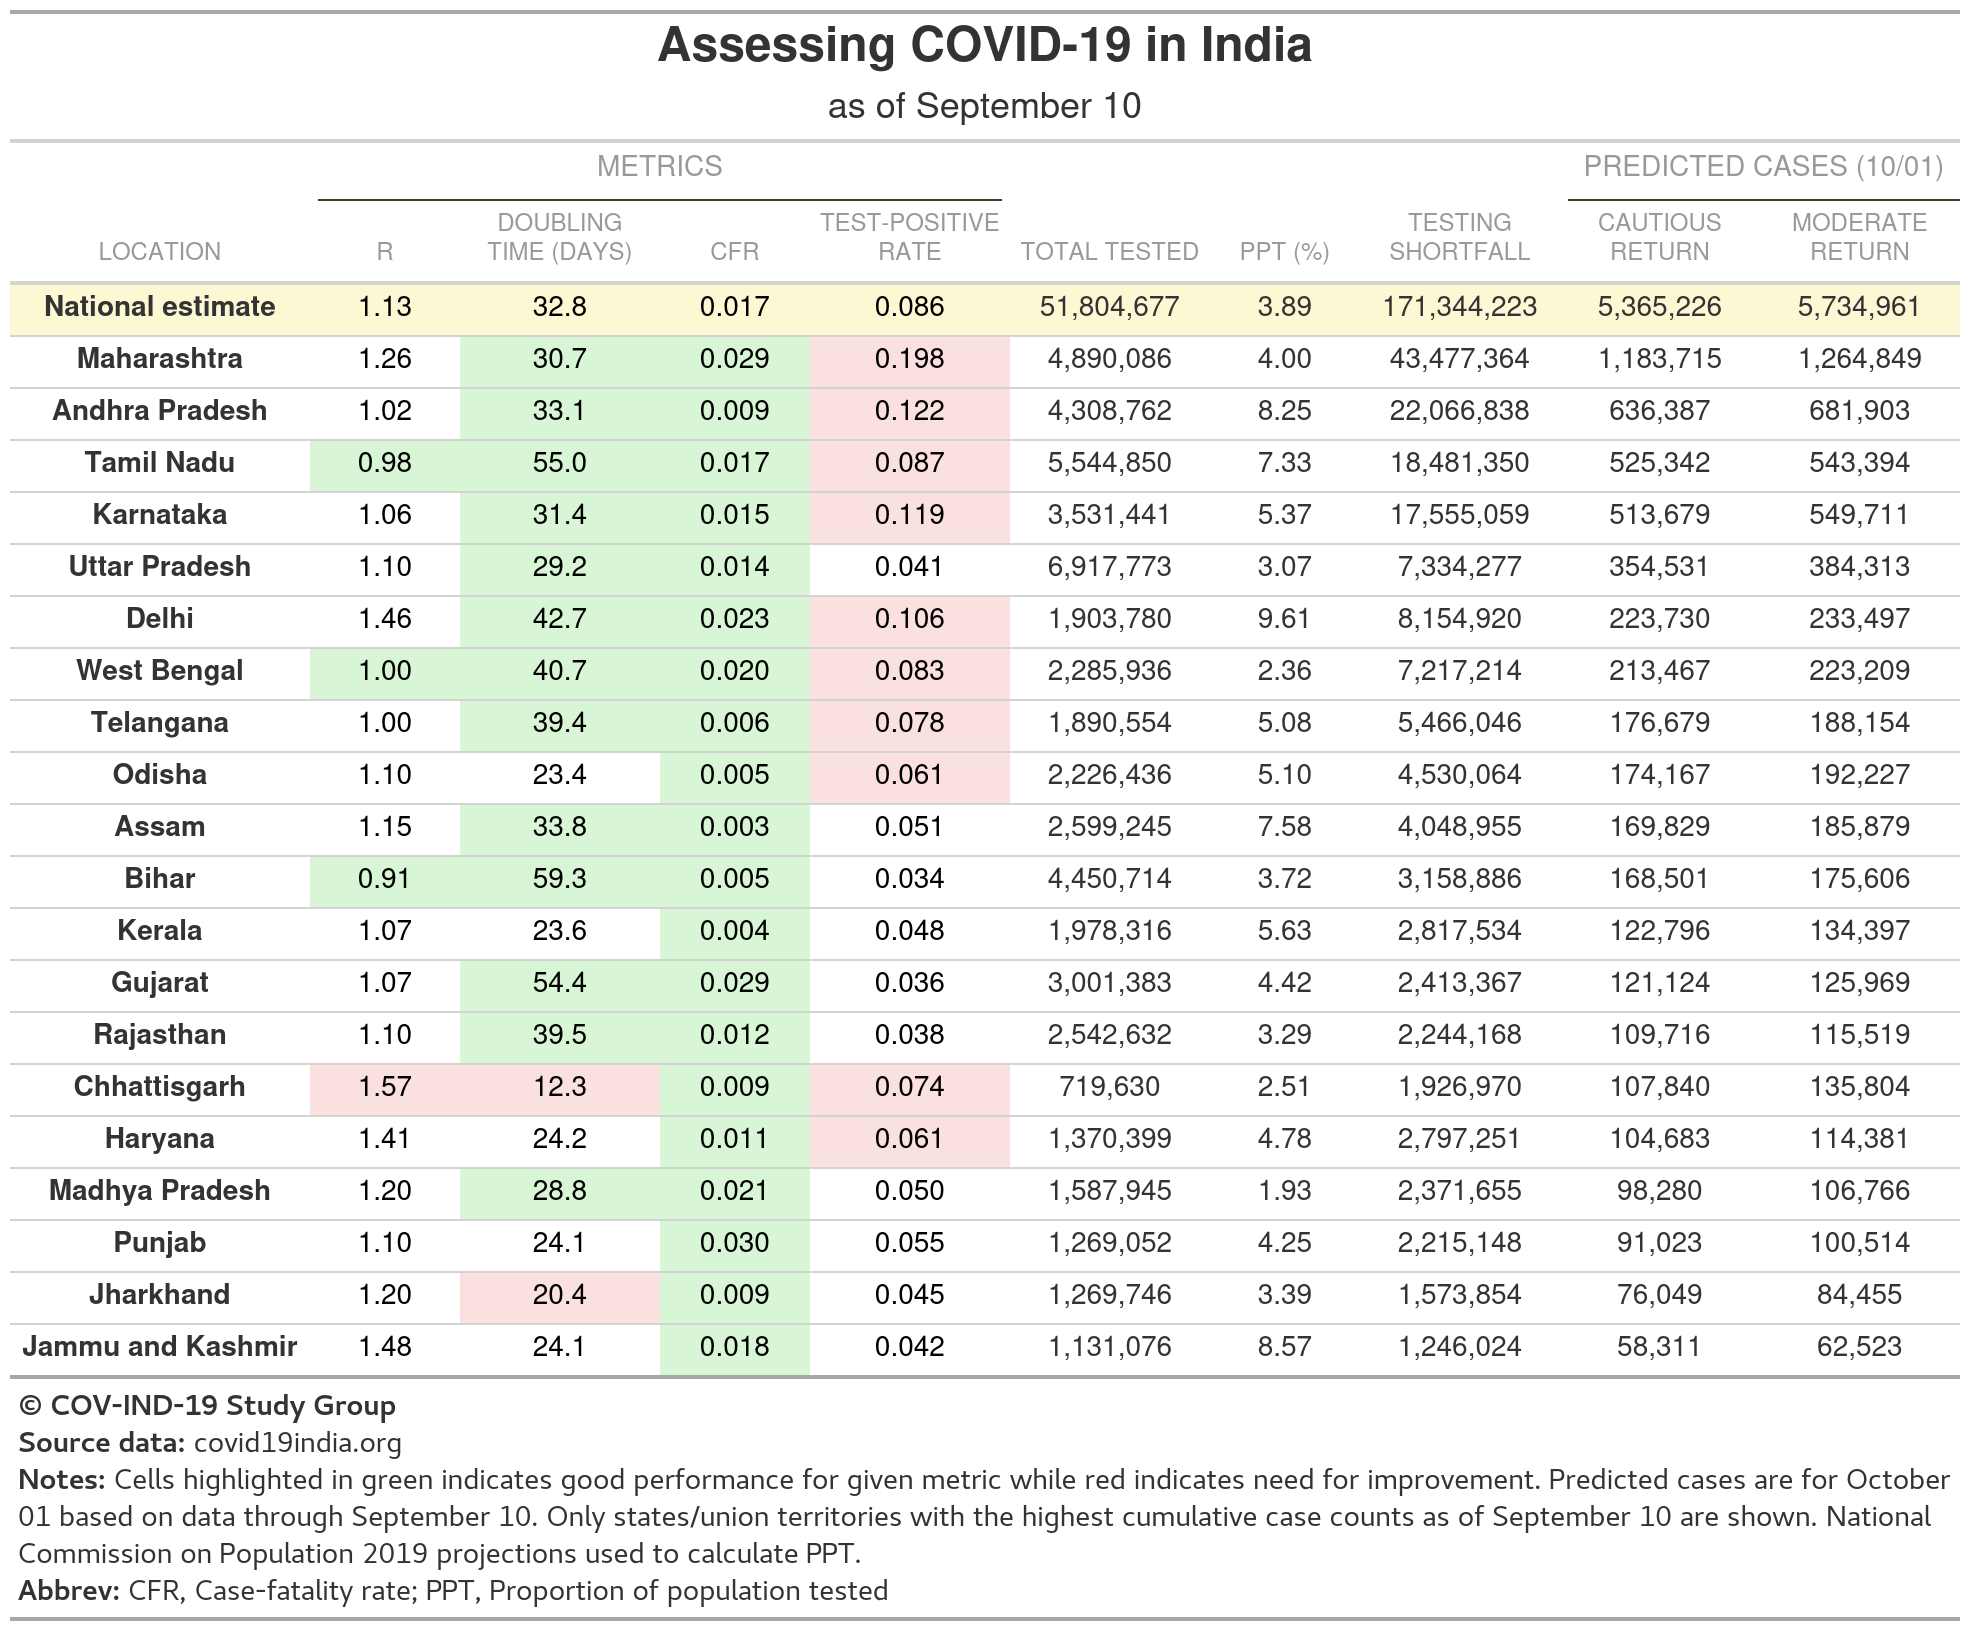 Assessing COVID-19 in India
as of September 10
METRICS PREDICTED CASES (10/01)
LOCATION R DOUBLING TIME (DAYS) CFR TEST-POSITIVE RATE TOTAL TESTED PPT (%) TESTING SHORTFALL CAUTIOUS RETURN MODERATE RETURN
National estimate 1.13 32.8 0.017 0.086 51,804,677 3.89 171,344,223 5,365,226 5,734,961
Maharashtra 1.26 30.7 0.029 0.198 4,890,086 4.00 43,477,364 1,183,715 1,264,849
Andhra Pradesh 1.02 33.1 0.009 0.122 4,308,762 8.25 22,066,838 636,387 681,903
Tamil Nadu 0.98 55.0 0.017 0.087 5,544,850 7.33 18,481,350 525,342 543,394
Karnataka 1.06 31.4 0.015 0.119 3,531,441 5.37 17,555,059 513,679 549,711
Uttar Pradesh 1.10 29.2 0.014 0.041 6,917,773 3.07 7,334,277 354,531 384,313
Delhi 1.46 42.7 0.023 0.106 1,903,780 9.61 8,154,920 223,730 233,497
West Bengal 1.00 40.7 0.020 0.083 2,285,936 2.36 7,217,214 213,467 223,209
Telangana 1.00 39.4 0.006 0.078 1,890,554 5.08 5,466,046 176,679 188,154
Odisha 1.10 23.4 0.005 0.061 2,226,436 5.10 4,530,064 174,167 192,227
Assam 1.15 33.8 0.003 0.051 2,599,245 7.58 4,048,955 169,829 185,879
Bihar 0.91 59.3 0.005 0.034 4,450,714 3.72 3,158,886 168,501 175,606
Kerala 1.07 23.6 0.004 0.048 1,978,316 5.63 2,817,534 122,796 134,397
Gujarat 1.07 54.4 0.029 0.036 3,001,383 4.42 2,413,367 121,124 125,969
Rajasthan 1.10 39.5 0.012 0.038 2,542,632 3.29 2,244,168 109,716 115,519
Chhattisgarh 1.57 12.3 0.009 0.074 719,630 2.51 1,926,970 107,840 135,804
Haryana 1.41 24.2 0.011 0.061 1,370,399 4.78 2,797,251 104,683 114,381
Madhya Pradesh 1.20 28.8 0.021 0.050 1,587,945 1.93 2,371,655 98,280 106,766
Punjab 1.10 24.1 0.030 0.055 1,269,052 4.25 2,215,148 91,023 100,514
Jharkhand 1.20 20.4 0.009 0.045 1,269,746 3.39 1,573,854 76,049 84,455
Jammu and Kashmir 1.48 24.1 0.018 0.042 1,131,076 8.57 1,246,024 58,311 62,523
© COV-IND-19 Study Group
Source data: covid19india.org
Notes: Cells highlighted in green indicates good performance for given metric while red indicates need for improvement. Predicted cases are for October
01 based on data through September 10. Only states/union territories with the highest cumulative case counts as of September 10 are shown. National
Commission on Population 2019 projections used to calculate PPT.
Abbrev: CFR, Case-fatality rate; PPT, Proportion of population tested